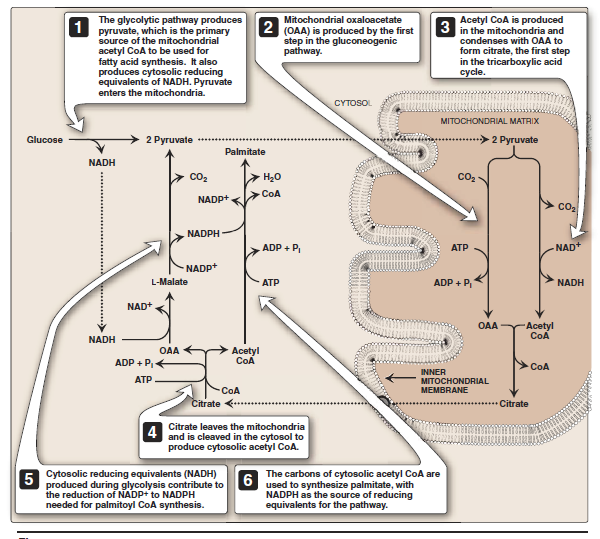 1
The glycolytic pathway produces
pyruvate, which is the primary
source of the mitochondrial
acetyl CoA to be used for
fatty acid synthesis. It also
produces cytosolic reducing
equivalents of NADH. Pyruvate
enters the mitochondria.
2
Mitochondrial oxaloacetate
(OAA) is produced by the first
step in the gluconeogenic
pathway.
3
Acetyl CoA is produced
in the mitochondria and
condenses with OAA to
form citrate, the first step
in the tricarboxylic acid
cycle.
CYTOSOL
MITOCHONDRIAL MATRIX
Glucose
2 Pyruvate
2 Pyruvate
NADH
Palmitate
CO2
H2O
CoA
NADP+
NADPH
NADP+
ADP + Pi
ATP
L-Malate
NAD+
NADH
OAA
Acetyl
CoA
ADP + Pi
ATP
CoA
Citrate
CO2
CO2
ATP
NAD+
ADP + Pi
NADH
OAA
Acetyl
CoA
CoA
INNER
MITOCHONDRIAL
MEMBRANE
Citrate
4
Citrate leaves the mitochondria
and is cleaved in the cytosol to
produce cytosolic acetyl CoA.
5
Cytosolic reducing equivalents (NADH)
produced during glycolysis contribute to
the reduction of NADP+ to NADPH
needed for palmitoyl CoA synthesis.
6
The carbons of cytosolic acetyl CoA are
used to synthesize palmitate, with
NADPH as the source of reducing
equivalents for the pathway.